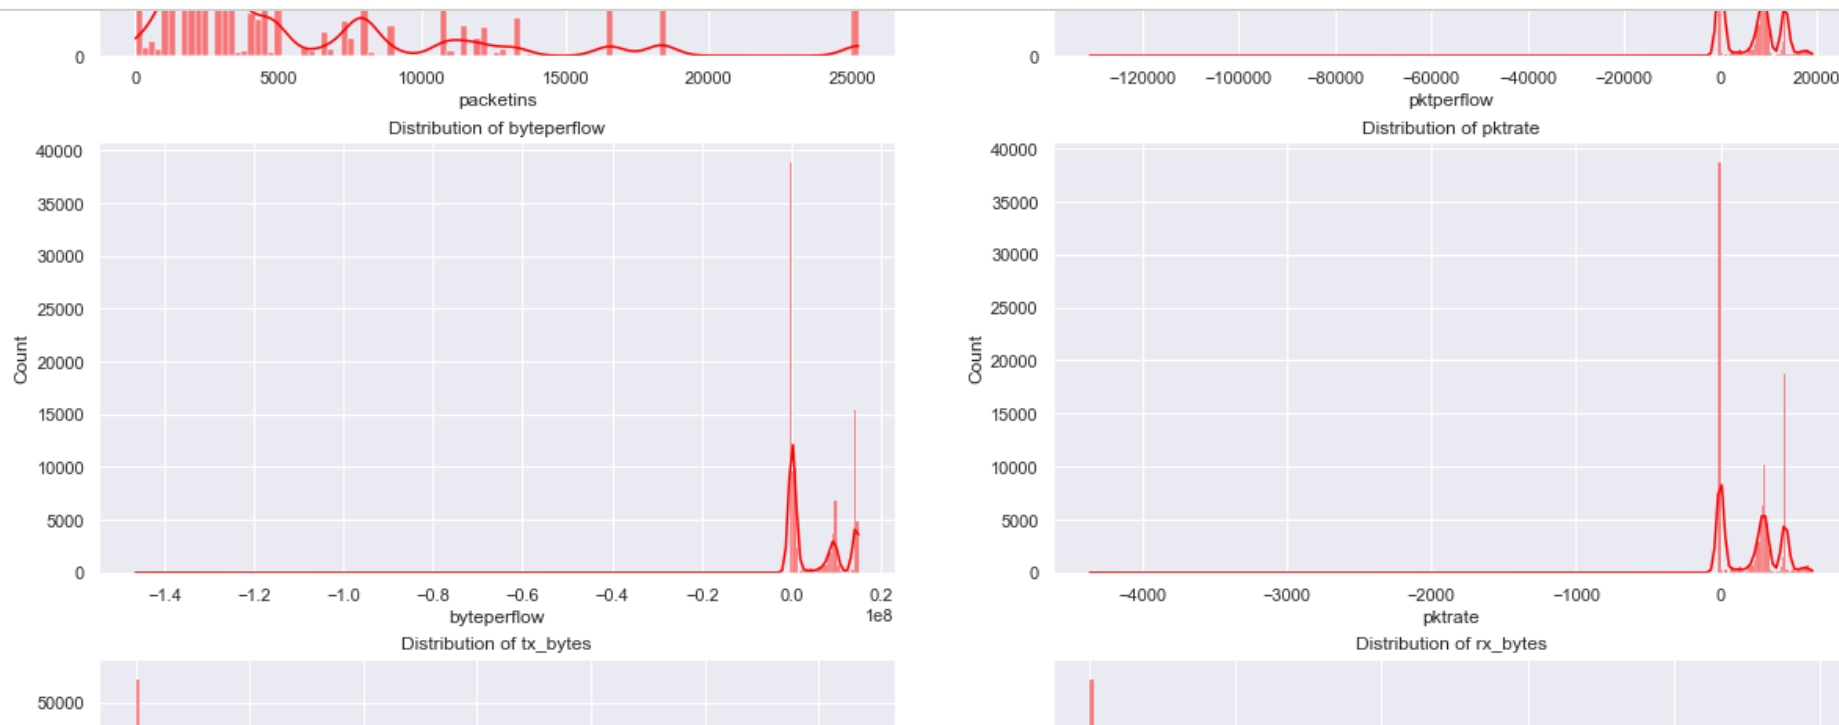 0
0 5000 10000 15000 20000 25000
packetins
0
−120000 −100000 −80000 −60000 −40000 −20000 0 20000
pktperflow
Distribution of byteperflow
40000
35000
30000
25000
20000
15000
10000
5000
0
Count
−1.4 −1.2 −1.0 −0.8 −0.6 −0.4 −0.2 0.0 0.2
1e8
byteperflow
Distribution of pktrate
40000
35000
30000
25000
20000
15000
10000
5000
0
Count
−4000 −3000 −2000 −1000 0
pktrate
Distribution of tx_bytes
50000
Distribution of rx_bytes